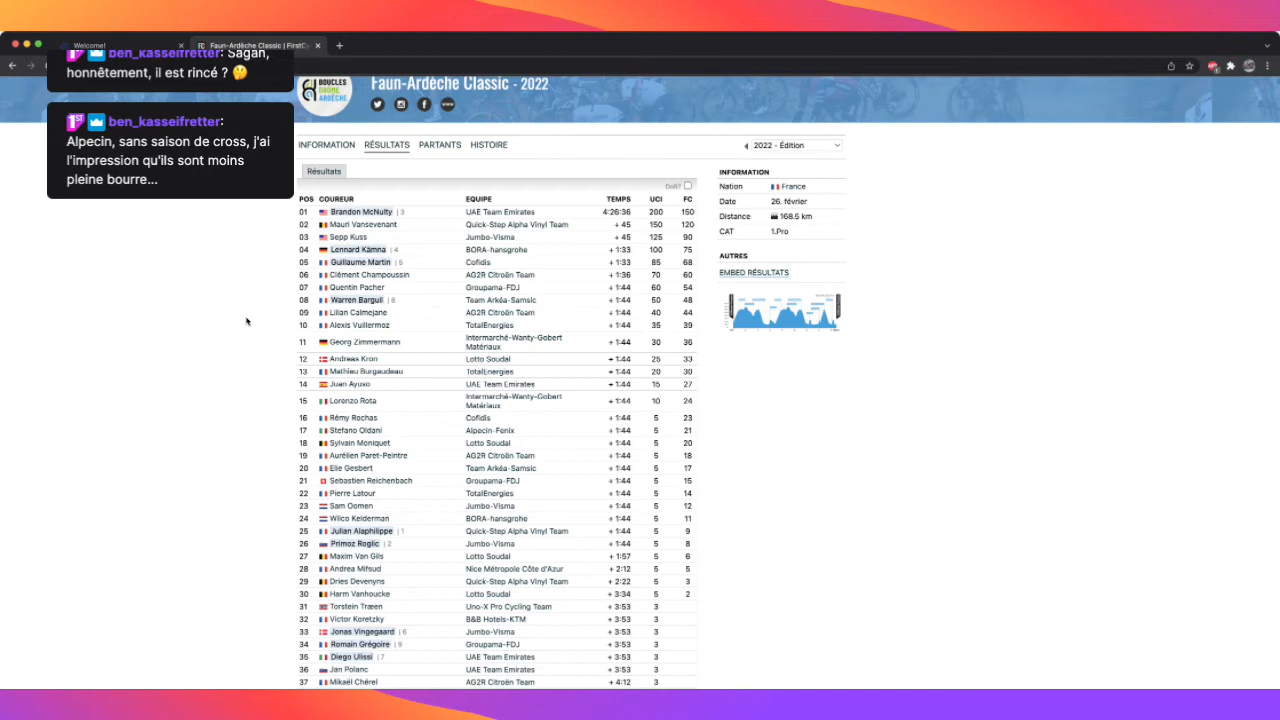 Welcome!
Faun-Ardèche Classic | FirstCy
ben_kasseifretter: Sagan,
honnêtement, il est rincé ? 🤔
ben_kasseifretter:
Alpecin, sans saison de cross, j'ai
l'impression qu'ils sont moins
pleine bourre...
BOUCLES
DRÔME
ARDÈCHE
Faun-Ardèche Classic - 2022
INFORMATION RÉSULTATS PARTANTS HISTOIRE
2022 - Édition
Résultats
POS COUREUR EQUIPE TEMPS UCI FC
01 Brandon McNulty | 3 UAE Team Emirates 4:26:36 200 150
02 Mauri Vansevenant Quick-Step Alpha Vinyl Team + 45 150 120
03 Sepp Kuss Jumbo-Visma + 45 125 90
04 Lennard Kämna | 4 BORA-hansgrohe + 1:33 100 75
05 Guillaume Martin | 5 Cofidis + 1:33 85 68
06 Clément Champoussin AG2R Citroën Team + 1:36 70 60
07 Quentin Pacher Groupama-FDJ + 1:44 60 54
08 Warren Barguil | 8 Team Arkéa-Samsic + 1:44 50 48
09 Lilian Calmejane AG2R Citroën Team + 1:44 40 44
10 Alexis Vuillermoz TotalEnergies + 1:44 35 39
11 Georg Zimmermann Intermarché-Wanty-Gobert Matériaux + 1:44 30 36
12 Andreas Kron Lotto Soudal + 1:44 25 33
13 Mathieu Burgaudeau TotalEnergies + 1:44 20 30
14 Juan Ayuso UAE Team Emirates + 1:44 15 27
15 Lorenzo Rota Intermarché-Wanty-Gobert Matériaux + 1:44 10 24
16 Rémy Rochas Cofidis + 1:44 5 23
17 Stefano Oldani Alpecin-Fenix + 1:44 5 21
18 Sylvain Moniquet Lotto Soudal + 1:44 5 20
19 Aurélien Paret-Peintre AG2R Citroën Team + 1:44 5 18
20 Elie Gesbert Team Arkéa-Samsic + 1:44 5 17
21 Sebastien Reichenbach Groupama-FDJ + 1:44 5 15
22 Pierre Latour TotalEnergies + 1:44 5 14
23 Sam Oomen Jumbo-Visma + 1:44 5 12
24 Wilco Kelderman BORA-hansgrohe + 1:44 5 11
25 Julian Alaphilippe | 1 Quick-Step Alpha Vinyl Team + 1:44 5 9
26 Primoz Roglic | 2 Jumbo-Visma + 1:44 5 8
27 Maxim Van Gils Lotto Soudal + 1:57 5 6
28 Andrea Mifsud Nice Métropole Côte d'Azur + 2:12 5 5
29 Dries Devenyns Quick-Step Alpha Vinyl Team + 2:22 5 3
30 Harm Vanhoucke Lotto Soudal + 3:34 5 2
31 Torstein Træen Uno-X Pro Cycling Team + 3:53 3
32 Victor Koretzky B&B Hotels-KTM + 3:53 3
33 Jonas Vingegaard | 6 Jumbo-Visma + 3:53 3
34 Romain Grégoire | 9 Groupama-FDJ + 3:53 3
35 Diego Ulissi | 7 UAE Team Emirates + 3:53 3
36 Jan Polanc UAE Team Emirates + 3:53 3
37 Mikaël Chérel AG2R Citroën Team + 4:12 3
INFORMATION
Nation France
Date 26. février
Distance 168.5 km
CAT 1.Pro
AUTRES
EMBED RÉSULTATS